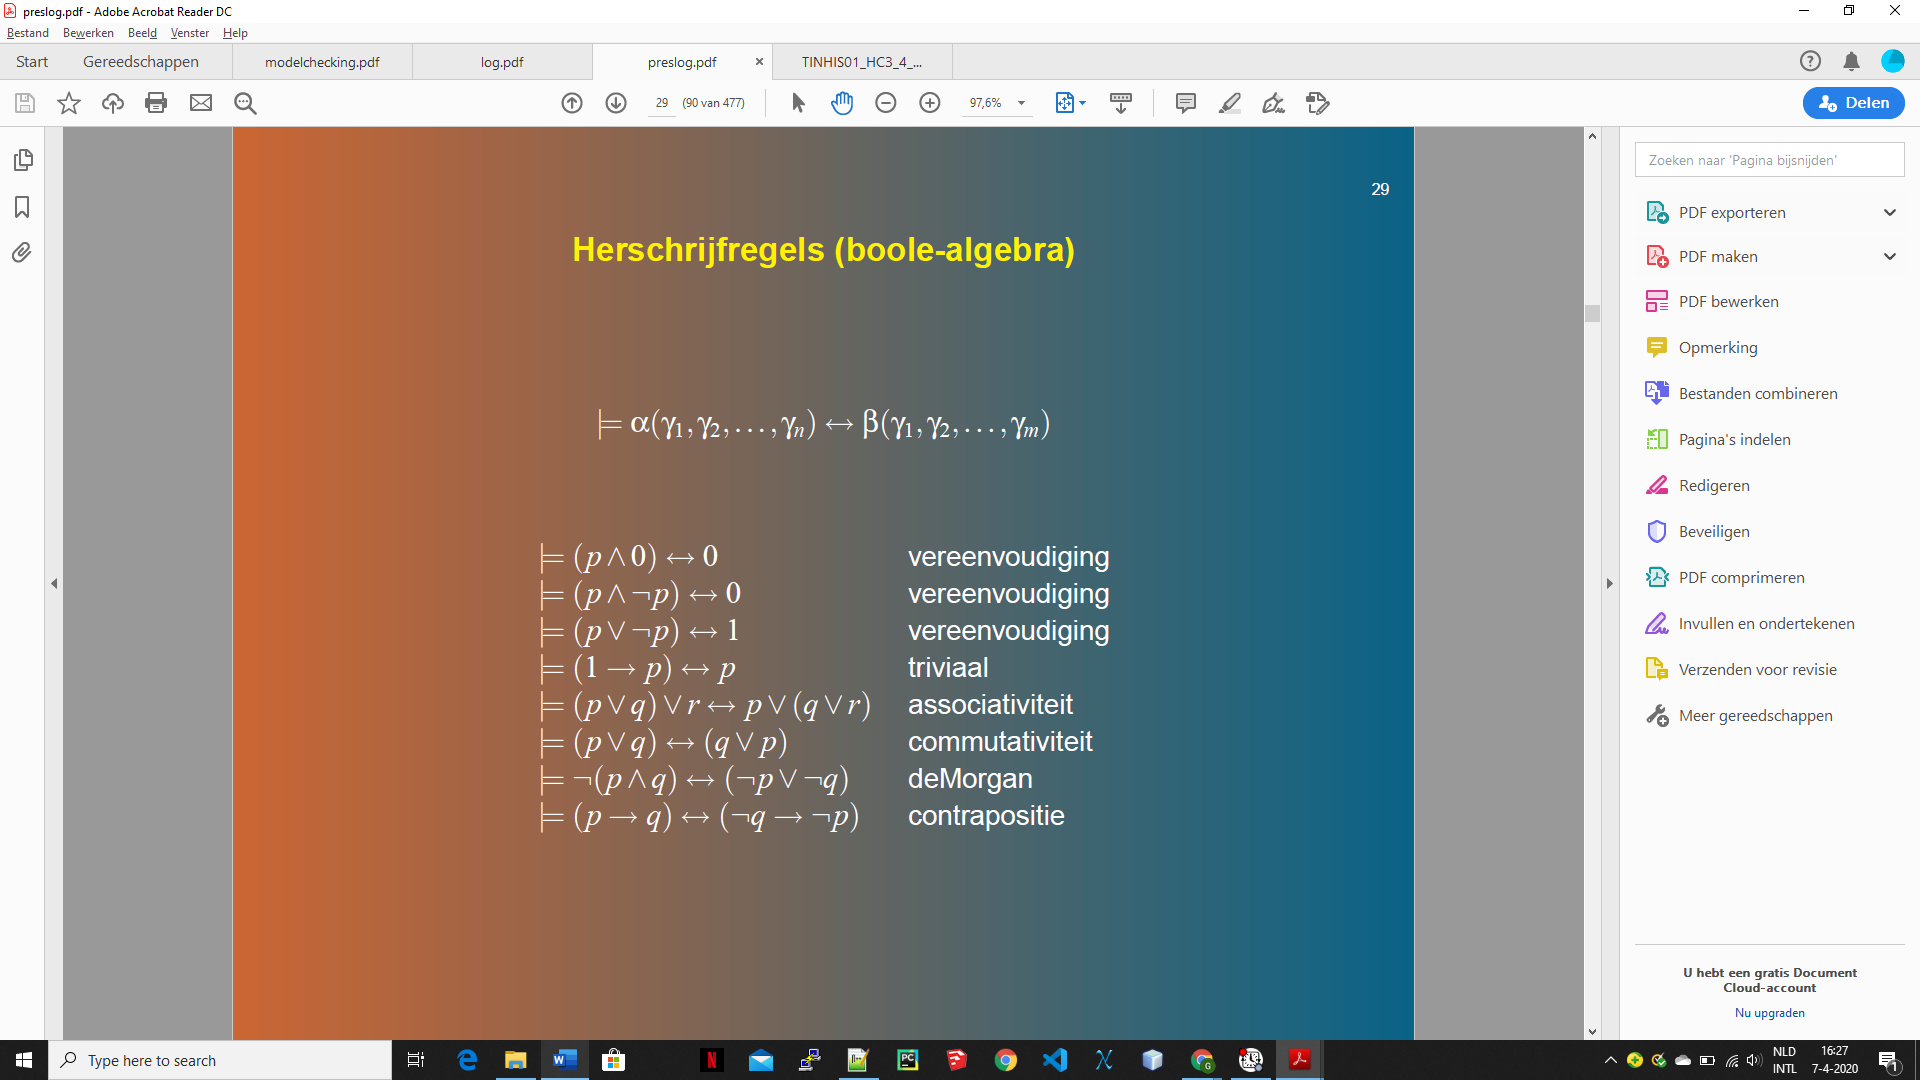 preslog.pdf - Adobe Acrobat Reader DC
Bestand Bewerken Beeld Venster Help
Start Gereedschappen modelchecking.pdf log.pdf preslog.pdf × TINHIS01_HC3_4_...
29 (90 van 477) 97,6% Delen
29
Herschrijfregels (boole-algebra)
⊨ α(γ₁,γ₂,…,γₙ) ↔ β(γ₁,γ₂,…,γₘ)
⊨ (p ∧ 0) ↔ 0 vereenvoudiging
⊨ (p ∧ ¬p) ↔ 0 vereenvoudiging
⊨ (p ∨ ¬p) ↔ 1 vereenvoudiging
⊨ (1 → p) ↔ p triviaal
⊨ (p ∨ q) ∨ r ↔ p ∨ (q ∨ r) associativiteit
⊨ (p ∨ q) ↔ (q ∨ p) commutativiteit
⊨ ¬(p ∧ q) ↔ (¬p ∨ ¬q) deMorgan
⊨ (p → q) ↔ (¬q → ¬p) contrapositie
Zoeken naar 'Pagina bijsnijden'
PDF exporteren
PDF maken
PDF bewerken
Opmerking
Bestanden combineren
Pagina's indelen
Redigeren
Beveiligen
PDF comprimeren
Invullen en ondertekenen
Verzenden voor revisie
Meer gereedschappen
U hebt een gratis Document
Cloud-account
Nu upgraden
Type here to search
NLD 16:27
INTL 7-4-2020